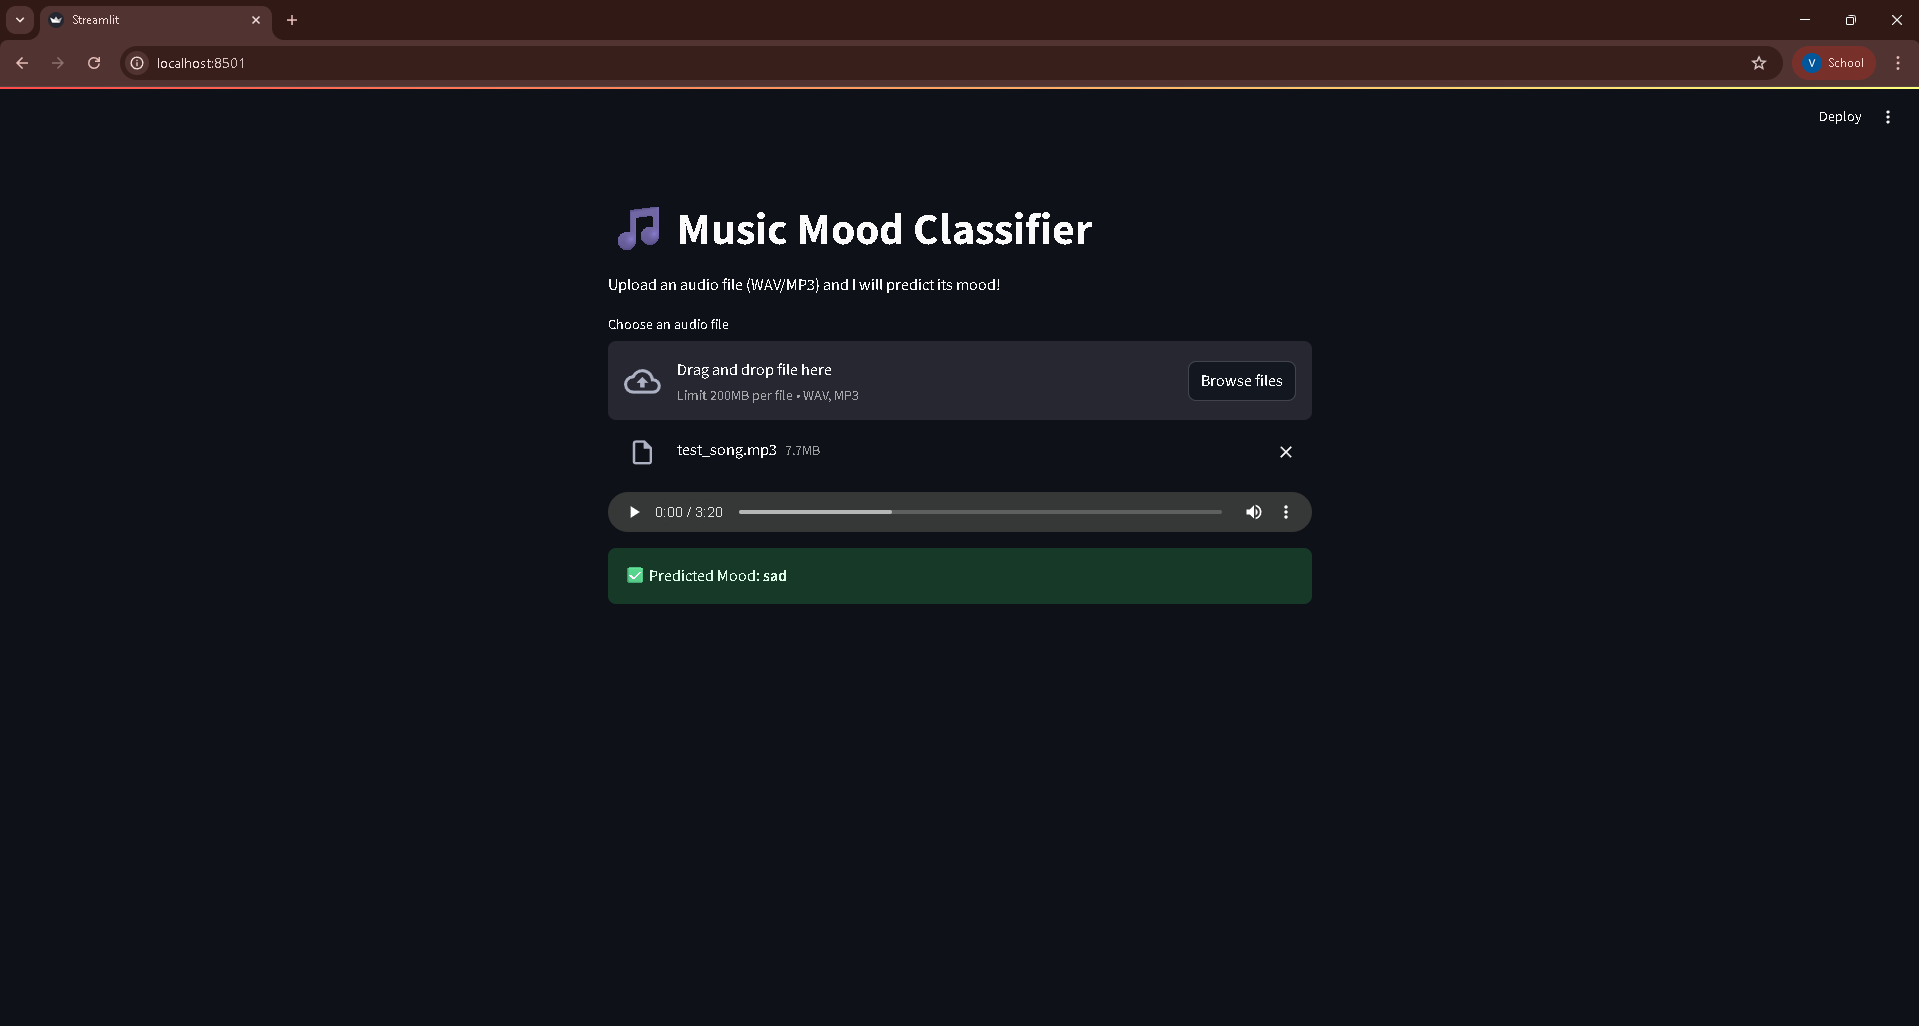 Streamlit
localhost:8501
V School
Deploy
Music Mood Classifier
Upload an audio file (WAV/MP3) and I will predict its mood!
Choose an audio file
Drag and drop file here
Limit 200MB per file • WAV, MP3
Browse files
test_song.mp3 7.7MB
0:00 / 3:20
Predicted Mood: sad